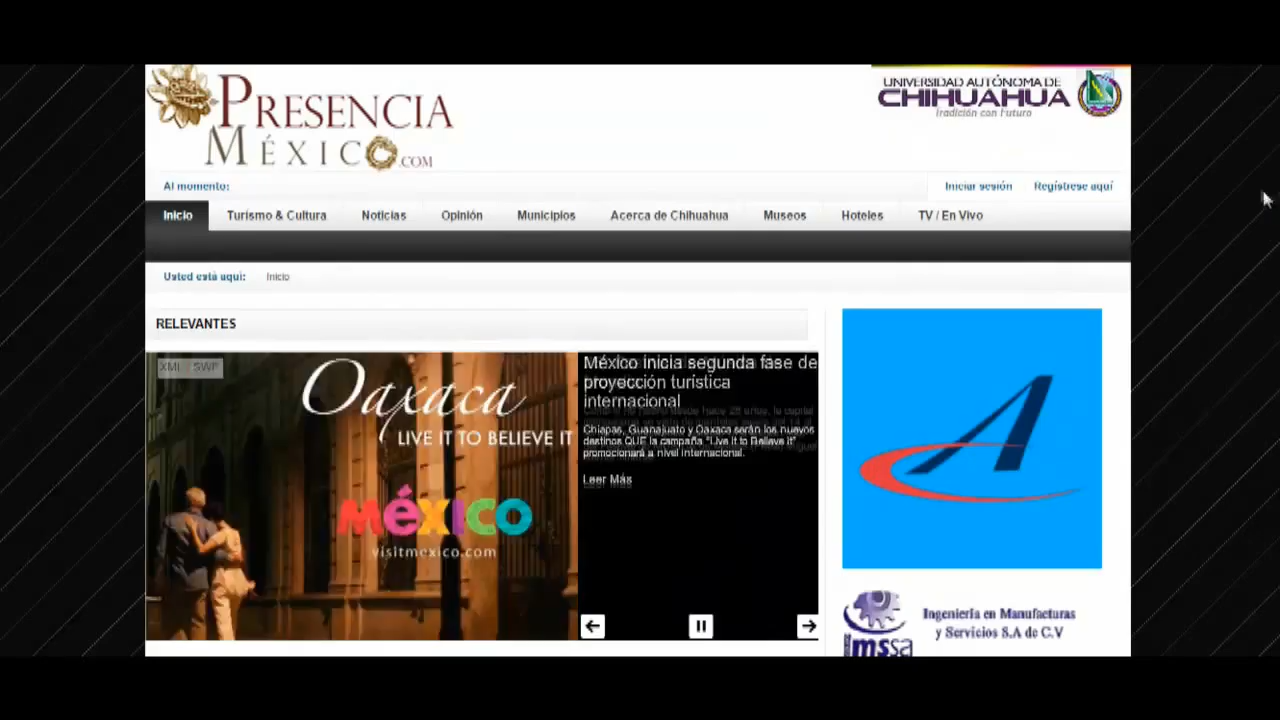 PRESENCIA
MÉXICO.COM
UNIVERSIDAD AUTÓNOMA DE
CHIHUAHUA
Tradición con Futuro
Al momento:
Iniciar sesión
Regístrese aquí
Inicio
Turismo & Cultura
Noticias
Opinión
Municipios
Acerca de Chihuahua
Museos
Hoteles
TV / En Vivo
Usted está aquí:
Inicio
RELEVANTES
XML
SWF
Oaxaca
LIVE IT TO BELIEVE IT
méxico
visitmexico.com
México inicia segunda fase de
proyección turística
internacional
Chiapas, Guanajuato y Oaxaca serán los nuevos
destinos QUE la campaña "Live It to Believe it"
promocionará a nivel internacional.
Leer Más
A
Ingeniería en Manufacturas
y Servicios S.A de C.V
imssa